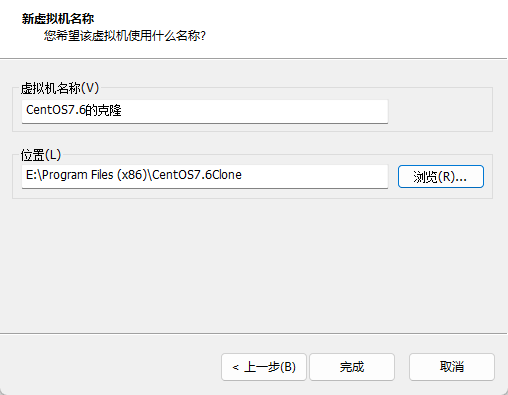 新虚拟机名称
您希望该虚拟机使用什么名称?
虚拟机名称(V)
CentOS7.6的克隆
位置(L)
E:\Program Files (x86)\CentOS7.6Clone
浏览(R)...
< 上一步(B)
完成
取消